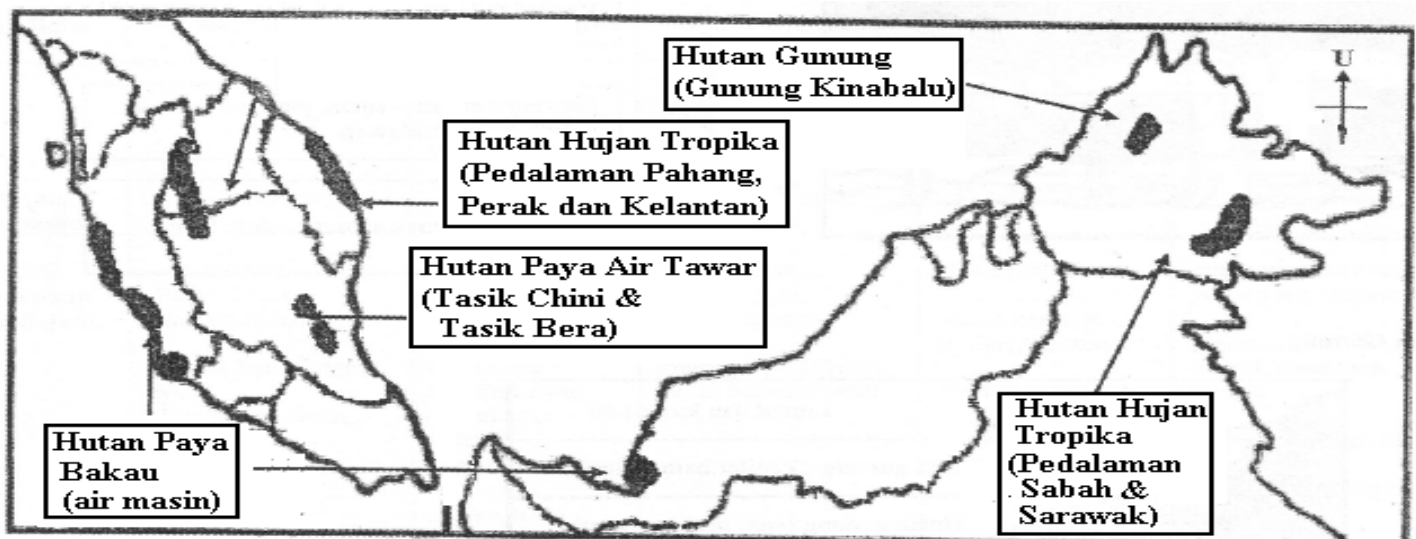 Hutan Gunung
(Gunung Kinabalu)
U
Hutan Hujan Tropika
(Pedalaman Pahang,
Perak dan Kelantan)
Hutan Paya Air Tawar
(Tasik Chini &
Tasik Bera)
Hutan Paya
Bakau
(air masin)
Hutan Hujan
Tropika
(Pedalaman
Sabah &
Sarawak)